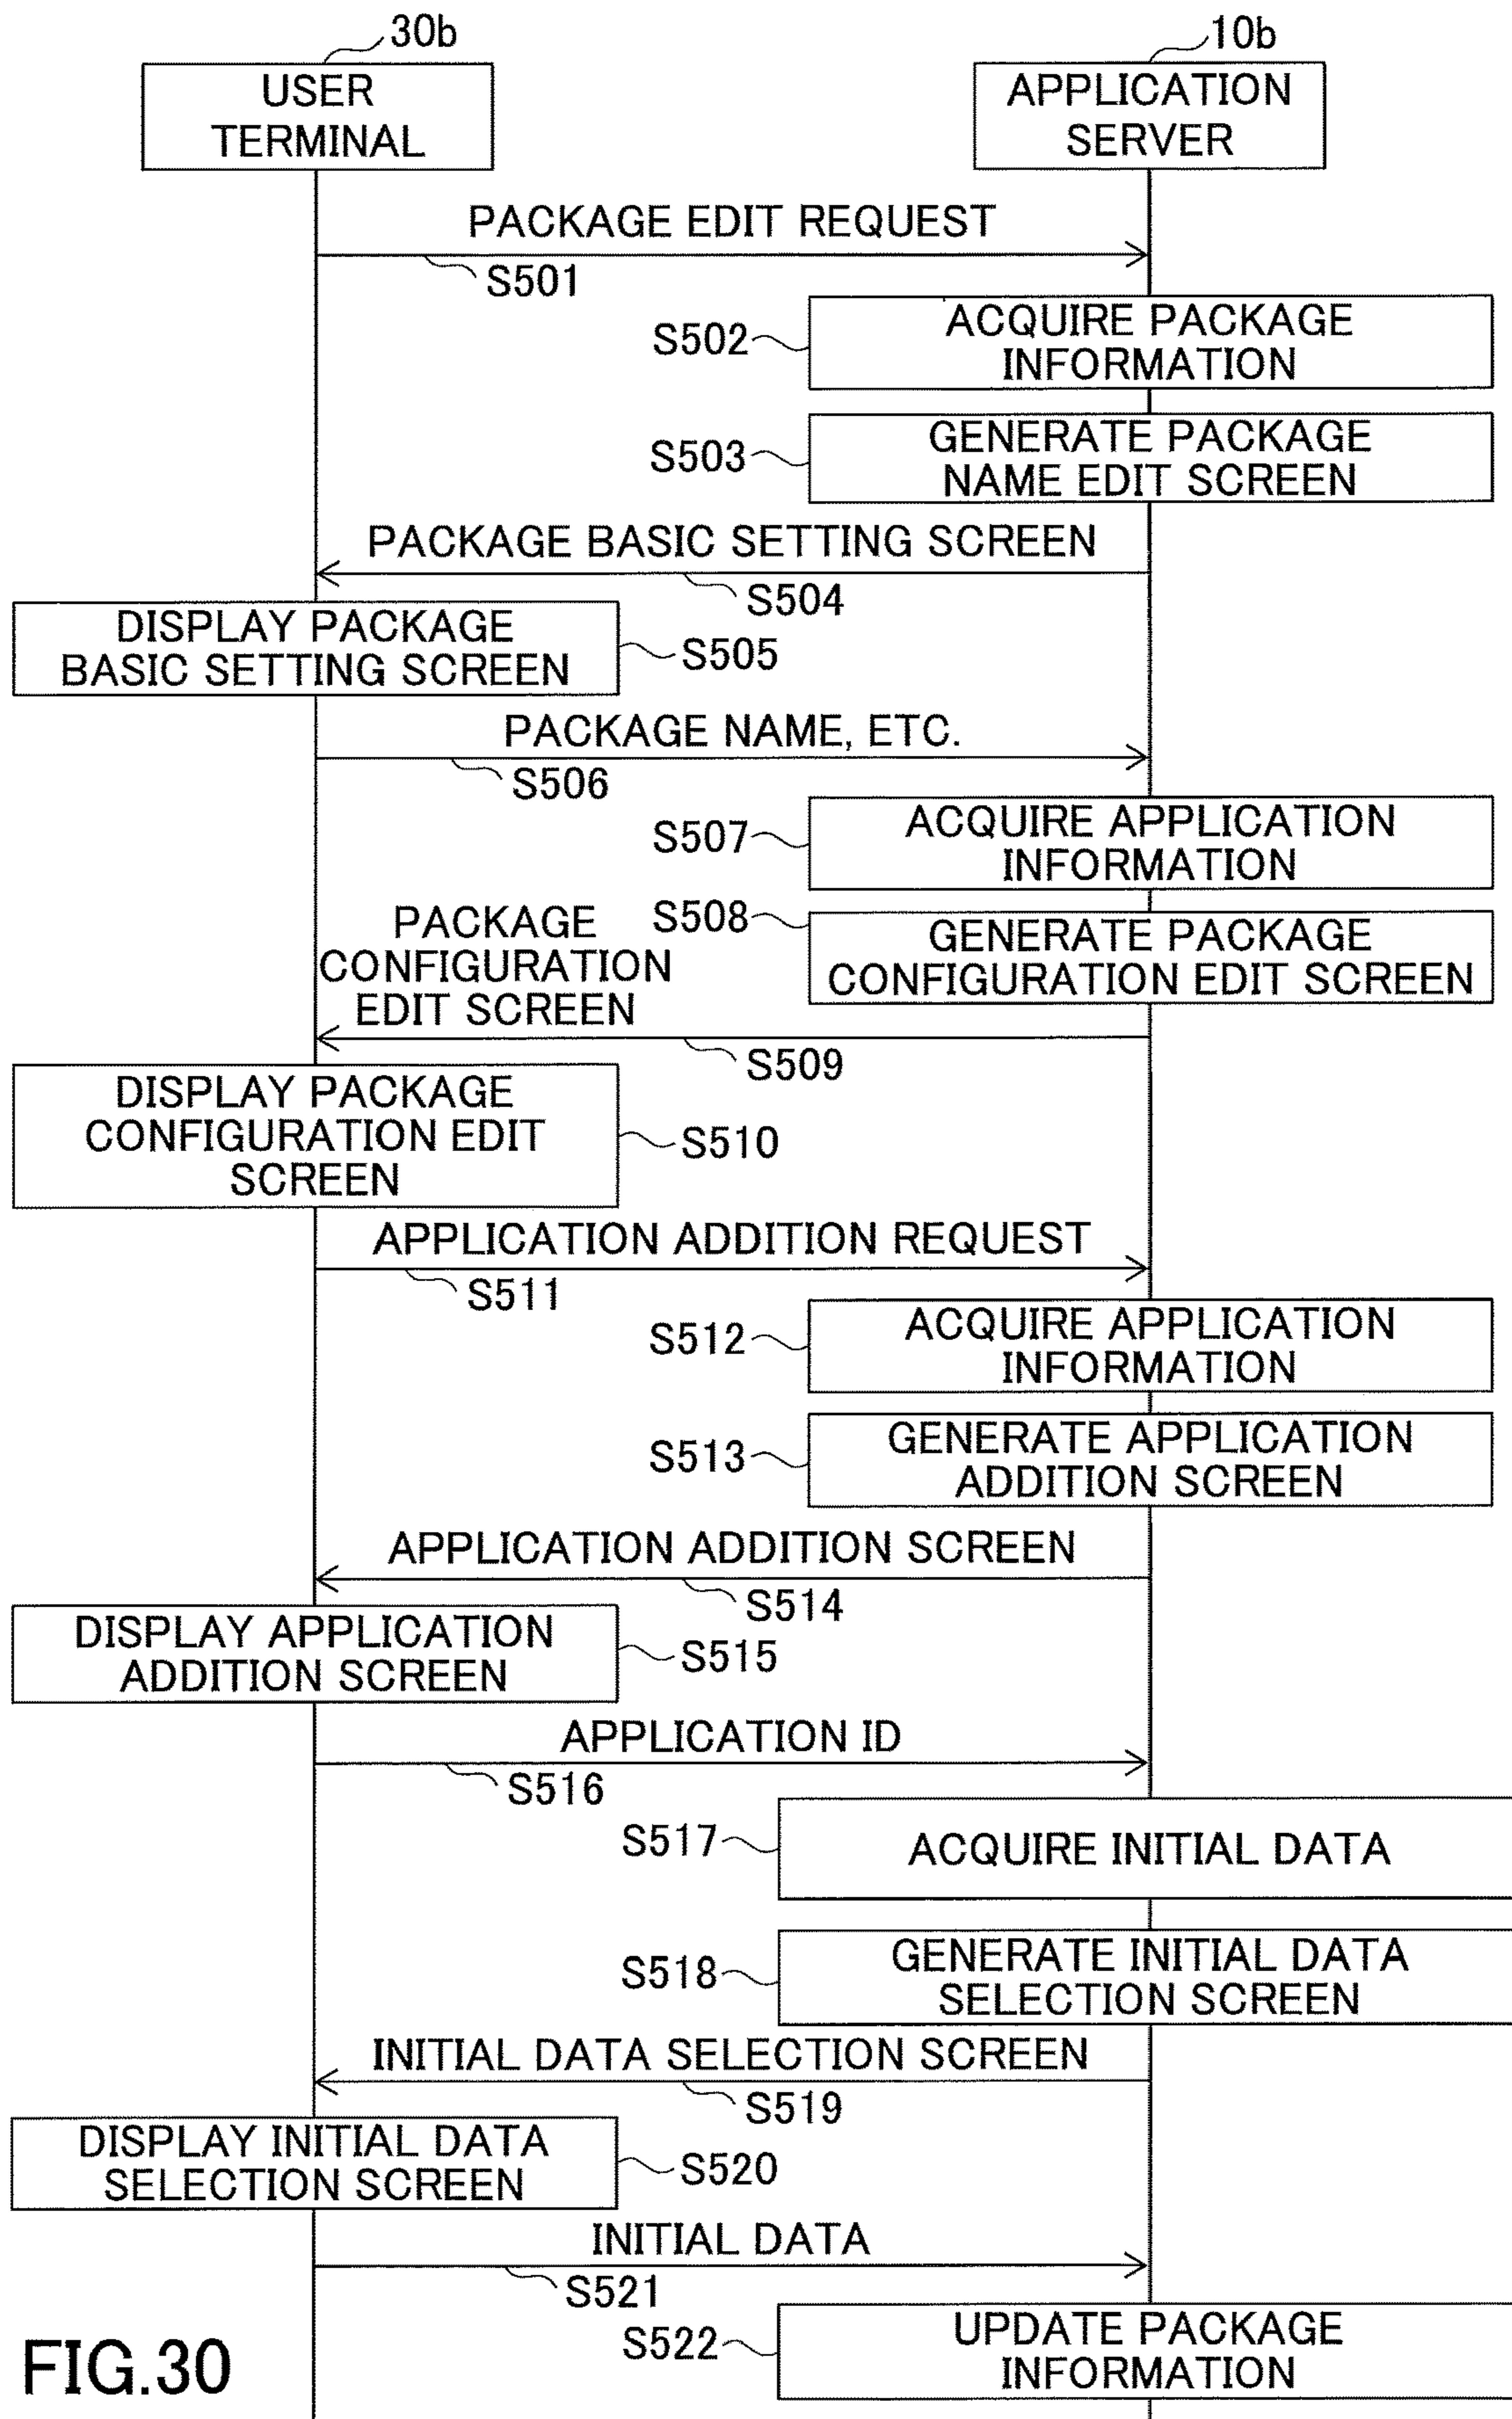 30b
10b
USER
TERMINAL
APPLICATION
SERVER
PACKAGE EDIT REQUEST
S501
S502
ACQUIRE PACKAGE
INFORMATION
S503
GENERATE PACKAGE
NAME EDIT SCREEN
PACKAGE BASIC SETTING SCREEN
S504
DISPLAY PACKAGE
BASIC SETTING SCREEN
S505
PACKAGE NAME, ETC.
S506
S507
ACQUIRE APPLICATION
INFORMATION
S508
GENERATE PACKAGE
CONFIGURATION EDIT SCREEN
PACKAGE
CONFIGURATION
EDIT SCREEN
S509
DISPLAY PACKAGE
CONFIGURATION EDIT
SCREEN
S510
APPLICATION ADDITION REQUEST
S511
S512
ACQUIRE APPLICATION
INFORMATION
S513
GENERATE APPLICATION
ADDITION SCREEN
APPLICATION ADDITION SCREEN
S514
DISPLAY APPLICATION
ADDITION SCREEN
S515
APPLICATION ID
S516
S517
ACQUIRE INITIAL DATA
S518
GENERATE INITIAL DATA
SELECTION SCREEN
INITIAL DATA SELECTION SCREEN
S519
DISPLAY INITIAL DATA
SELECTION SCREEN
S520
INITIAL DATA
S521
S522
UPDATE PACKAGE
INFORMATION
FIG.30